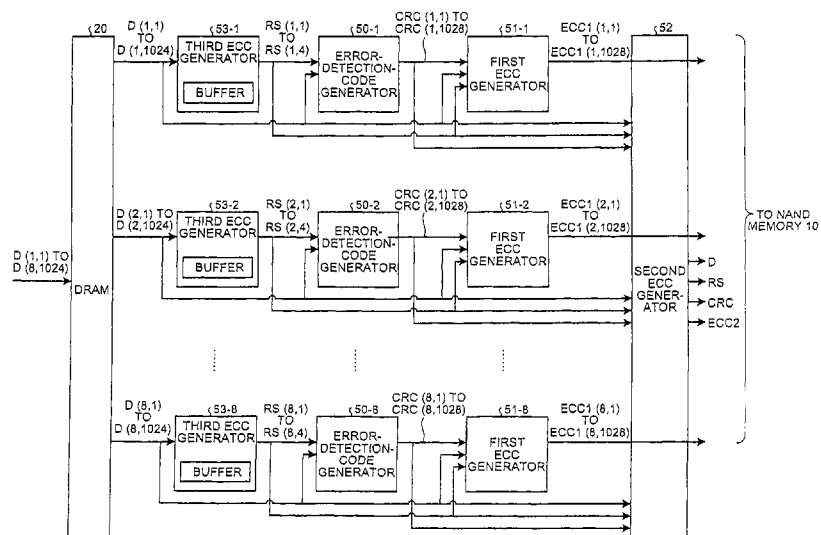 D (1,1)
TO
D (1,1024)
20
53-1
RS (1,1)
TO
RS (1,4)
50-1
CRC (1,1) TO
CRC (1,1028)
51-1
ECC1 (1,1)
TO
ECC1 (1,1028)
52
THIRD ECC
GENERATOR
BUFFER
ERROR-
DETECTION-
CODE
GENERATOR
FIRST
ECC
GENERATOR
D (2,1)
TO
D (2,1024)
53-2
RS (2,1)
TO
RS (2,4)
50-2
CRC (2,1) TO
CRC (2,1028)
51-2
ECC1 (2,1)
TO
ECC1 (2,1028)
THIRD ECC
GENERATOR
BUFFER
ERROR-
DETECTION-
CODE
GENERATOR
FIRST
ECC
GENERATOR
TO NAND
MEMORY 10
D (1,1) TO
D (8,1024)
DRAM
SECOND
ECC
GENER-
ATOR
D
RS
CRC
ECC2
D (8,1)
TO
D (8,1024)
53-8
RS (8,1)
TO
RS (8,4)
50-8
CRC (8,1) TO
CRC (8,1028)
51-8
ECC1 (8,1)
TO
ECC1 (8,1028)
THIRD ECC
GENERATOR
BUFFER
ERROR-
DETECTION-
CODE
GENERATOR
FIRST
ECC
GENERATOR